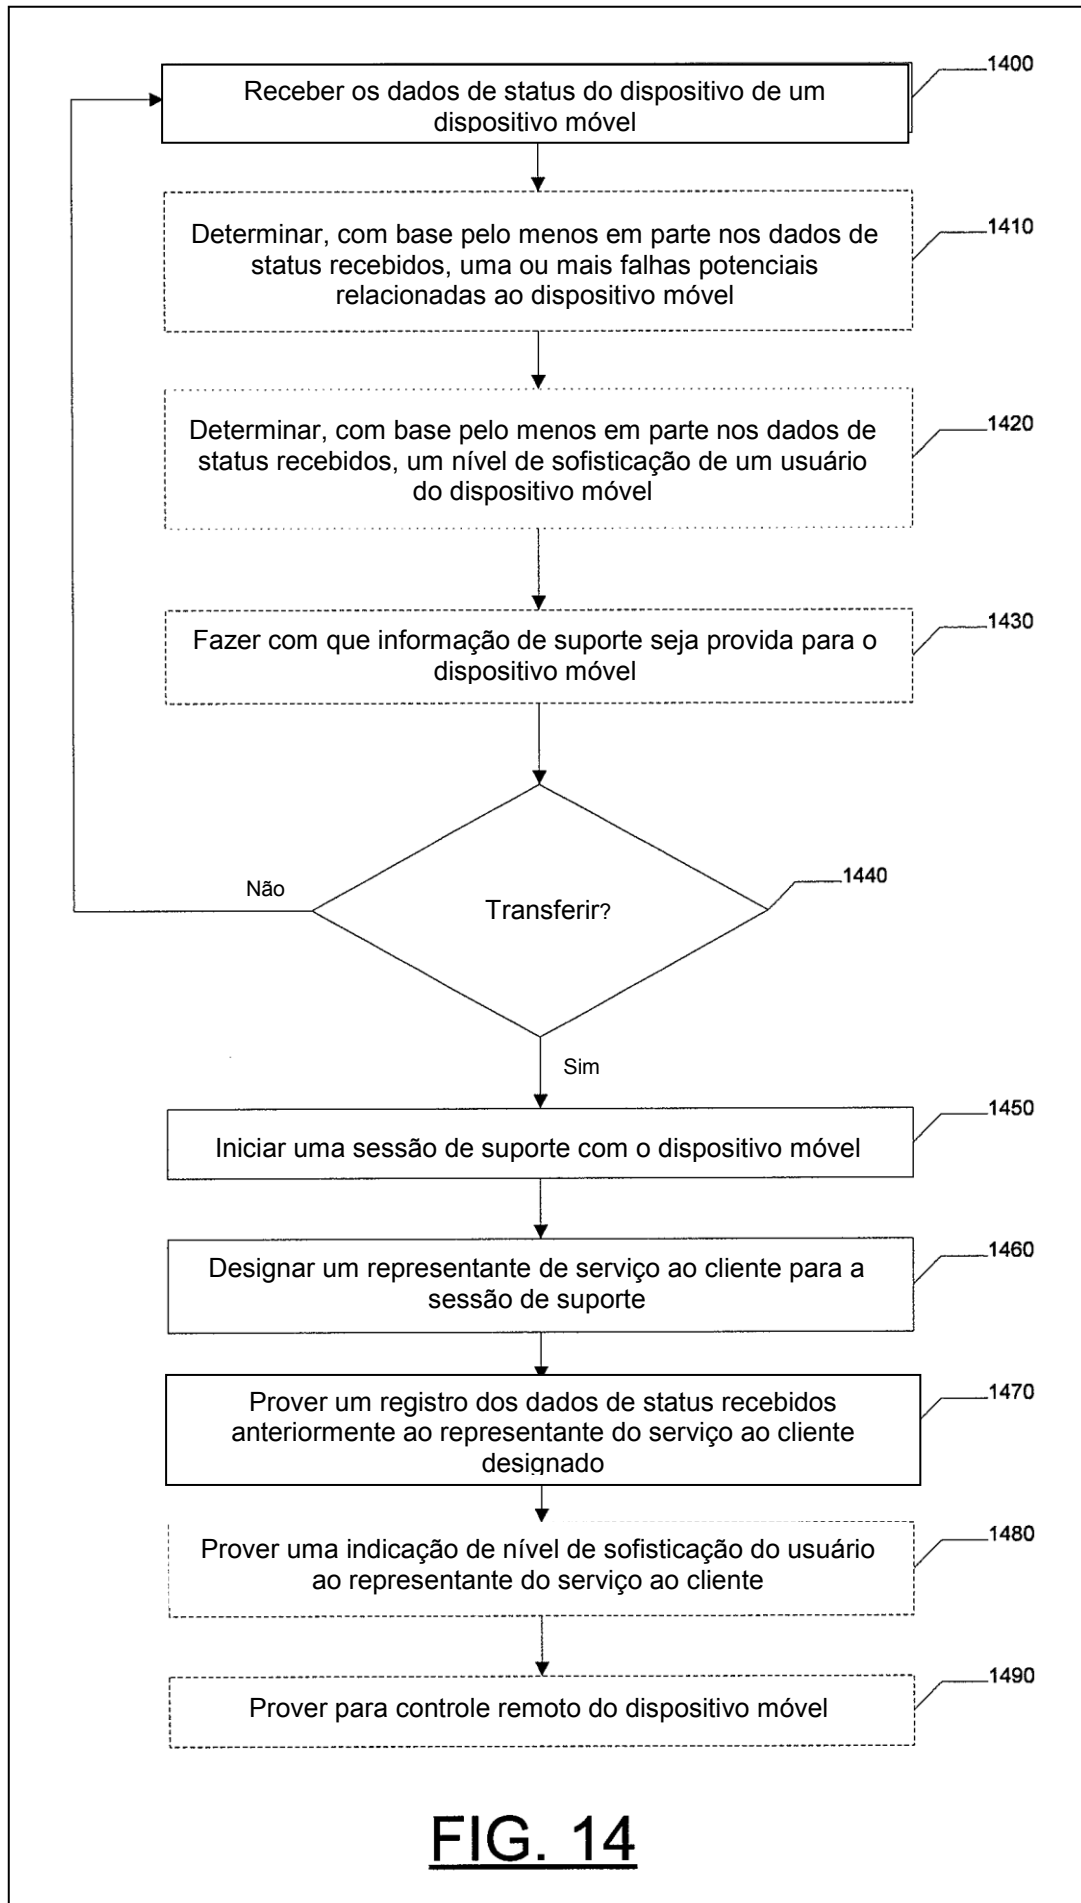 1400
Receber os dados de status do dispositivo de um
dispositivo móvel
1410
Determinar, com base pelo menos em parte nos dados de
status recebidos, uma ou mais falhas potenciais
relacionadas ao dispositivo móvel
1420
Determinar, com base pelo menos em parte nos dados de
status recebidos, um nível de sofisticação de um usuário
do dispositivo móvel
1430
Fazer com que informação de suporte seja provida para o
dispositivo móvel
1440
Não
Transferir?
Sim
1450
Iniciar uma sessão de suporte com o dispositivo móvel
1460
Designar um representante de serviço ao cliente para a
sessão de suporte
1470
Prover um registro dos dados de status recebidos
anteriormente ao representante do serviço ao cliente
designado
1480
Prover uma indicação de nível de sofisticação do usuário
ao representante do serviço ao cliente
1490
Prover para controle remoto do dispositivo móvel
FIG. 14